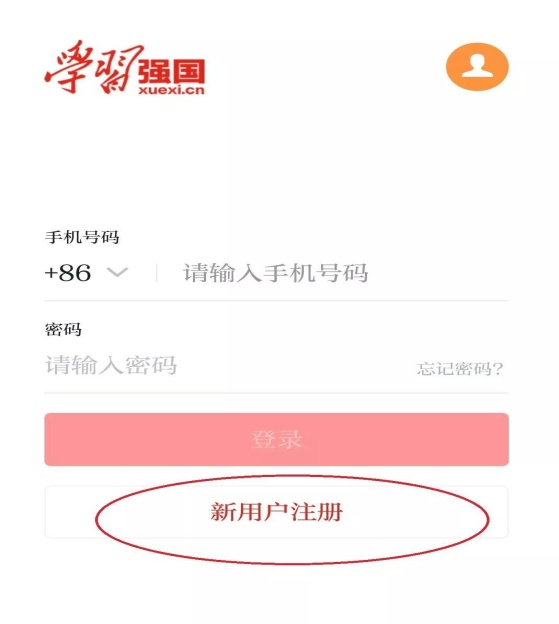 學習强国
xuexi.cn
手机号码
+86 请输入手机号码
密码
请输入密码 忘记密码?
登录
新用户注册